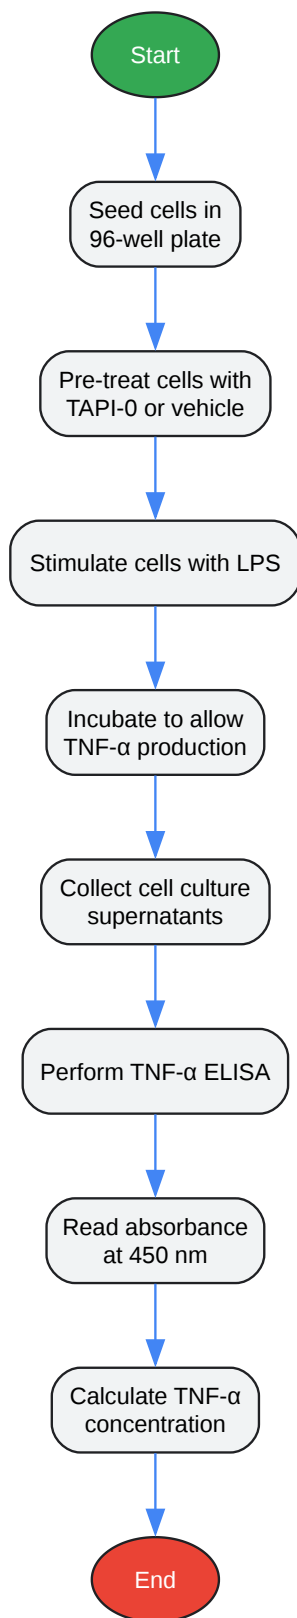 Start
Seed cells in
96-well plate
Pre-treat cells with
TAPI-0 or vehicle
Stimulate cells with LPS
Incubate to allow
TNF-α production
Collect cell culture
supernatants
Perform TNF-α ELISA
Read absorbance
at 450 nm
Calculate TNF-α
concentration
End